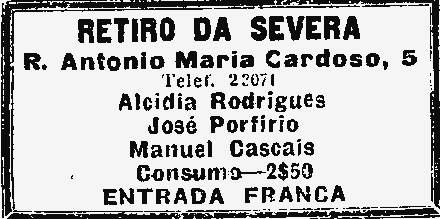 RETIRO DA SEVERA
R. Antonio Maria Cardoso, 5
Telef. 22071
Alcidia Rodrigues
José Porfirio
Manuel Cascais
Consumo—2$50
ENTRADA FRANCA